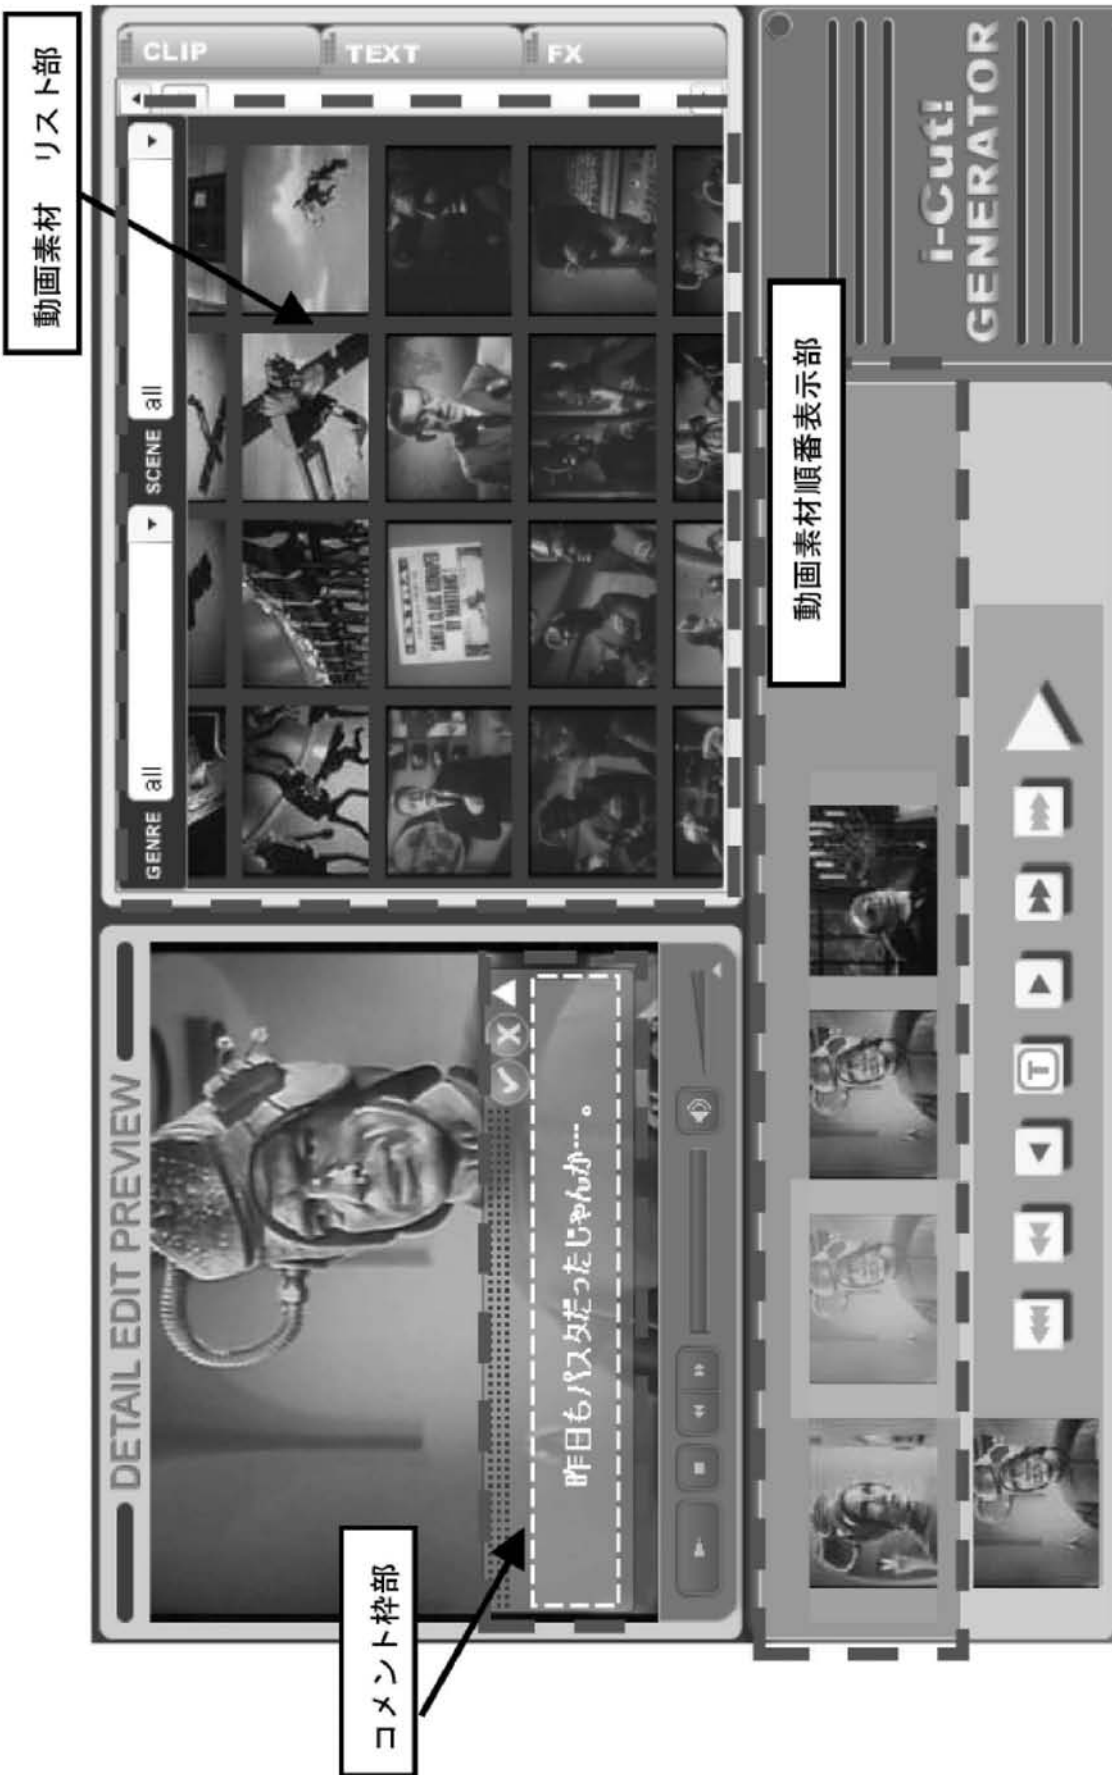 動画素材 リスト部
CLIP
TEXT
FX
GENRE all
SCENE all
DETAIL EDIT PREVIEW
昨日もパスタだったじゃんか…。
コメント枠部
動画素材順番表示部
T
i-Cut!
GENERATOR